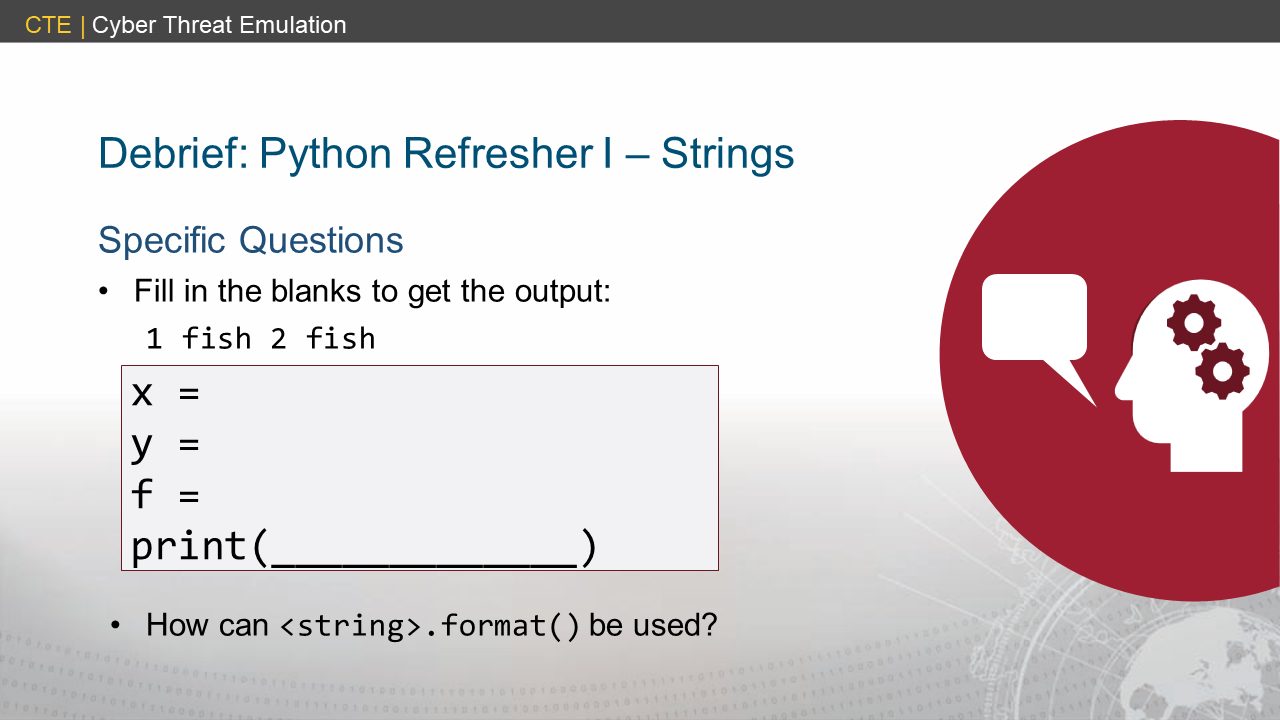 CTE | Cyber Threat Emulation
Debrief: Python Refresher I – Strings
Specific Questions
• Fill in the blanks to get the output:
1 fish 2 fish
x =
y =
f =
print(_____________)
• How can <string>.format() be used?